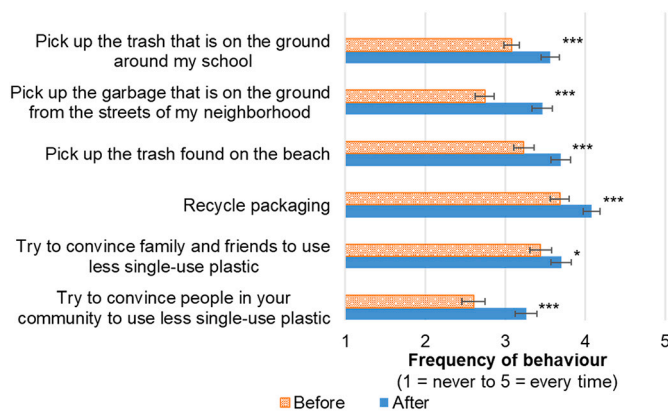 Pick up the trash that is on the ground
around my school
***
Pick up the garbage that is on the ground
from the streets of my neighborhood
***
Pick up the trash found on the beach
***
Recycle packaging
***
Try to convince family and friends to use
less single-use plastic
*
Try to convince people in your
community to use less single-use plastic
***
1 2 3 4 5
Frequency of behaviour
(1 = never to 5 = every time)
Before After